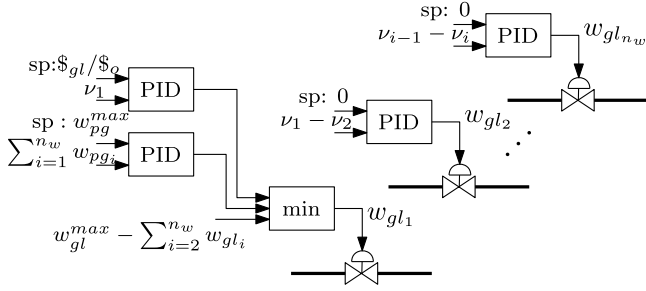 sp: 0
ν_{i−1} − ν_i
PID
w_{gl_{n_w}}
sp:$_{gl}/$_o
ν_1
PID
sp: 0
ν_1 − ν_2
PID
w_{gl_2}
sp : w_{pg}^{max}
∑_{i=1}^{n_w} w_{pg_i}
PID
min
w_{gl_1}
w_{gl}^{max} − ∑_{i=2}^{n_w} w_{gl_i}